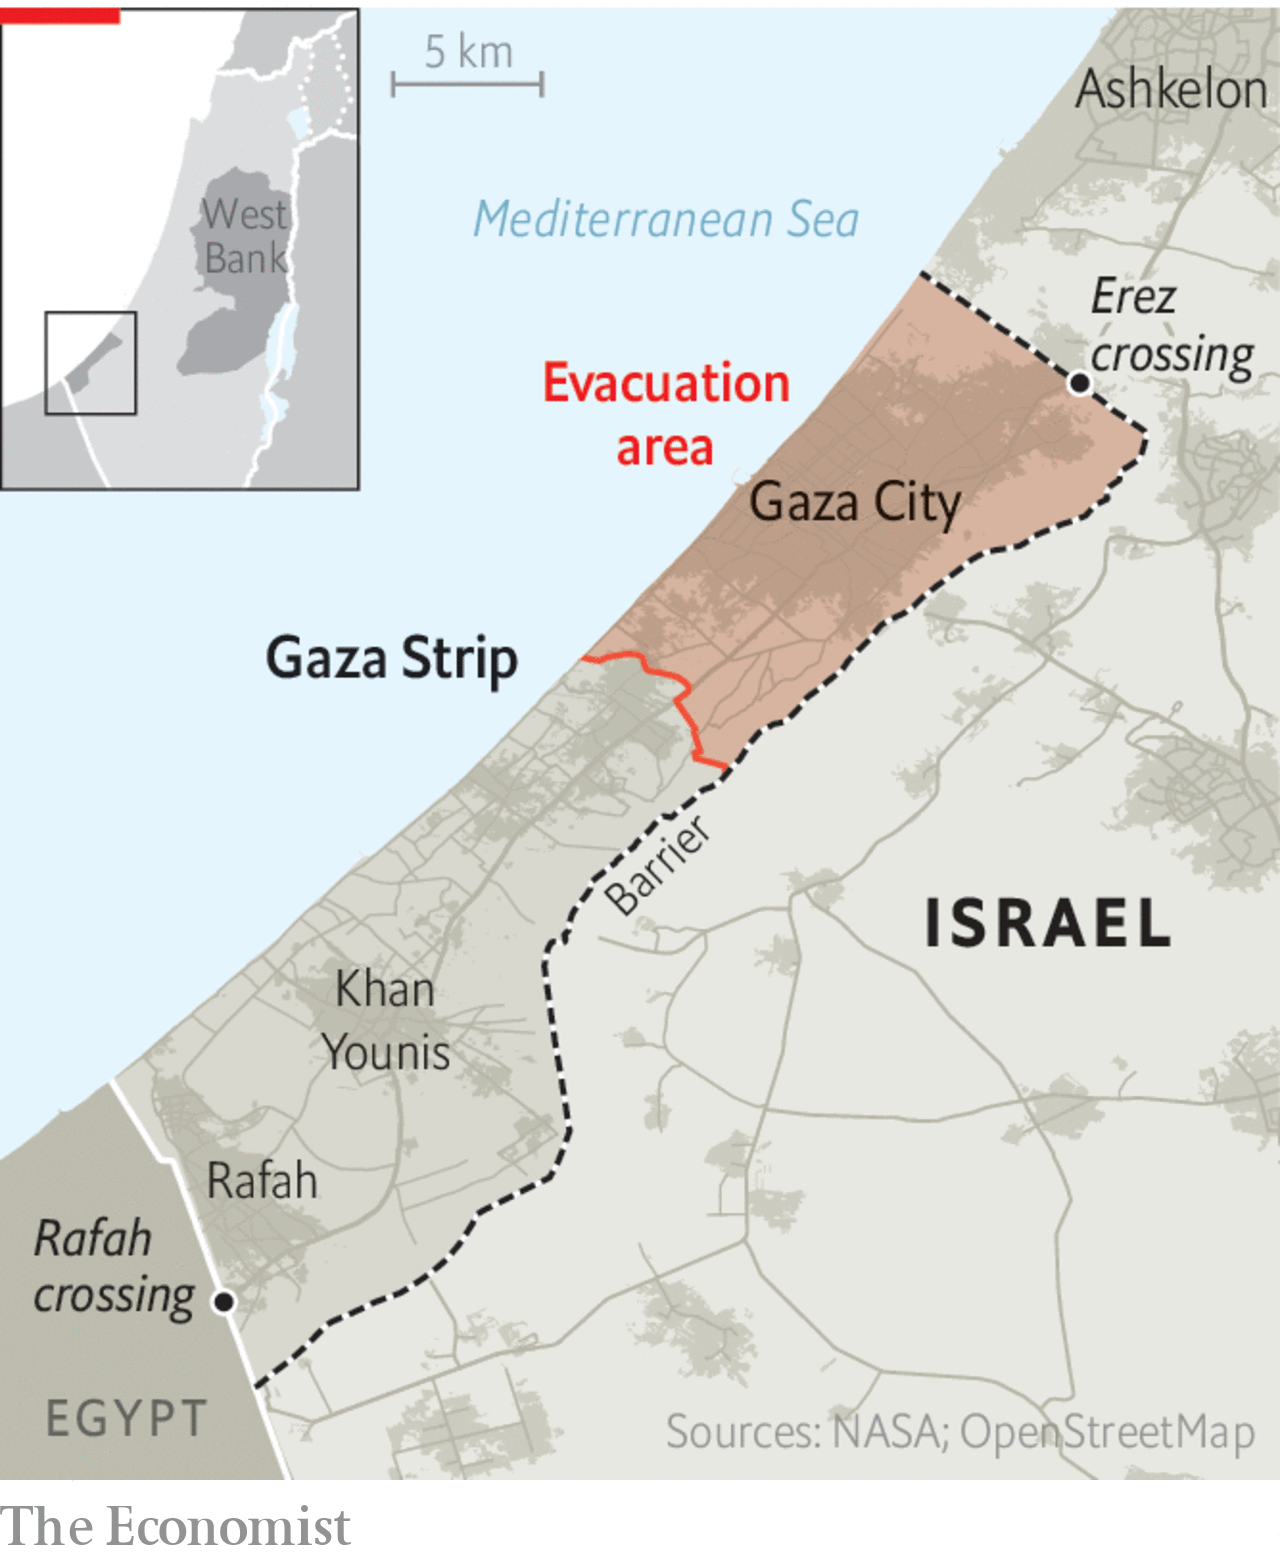 5 km
Ashkelon
West
Bank
Mediterranean Sea
Erez
crossing
Evacuation
area
Gaza City
Gaza Strip
Barrier
ISRAEL
Khan
Younis
Rafah
Rafah
crossing
EGYPT
Sources: NASA; OpenStreetMap
The Economist